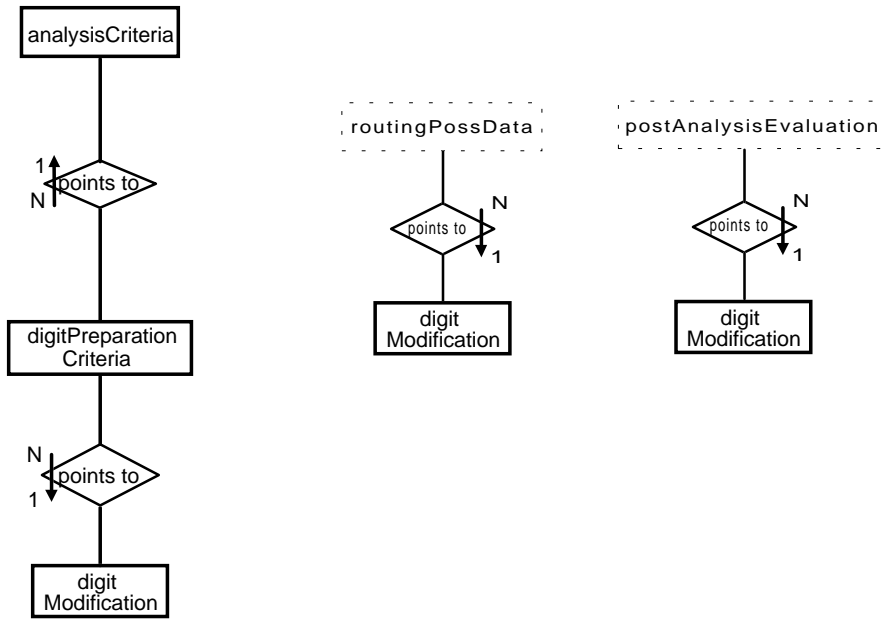 analysisCriteria
1
N
points to
digitPreparation
Criteria
N
1
points to
digit
Modification
routingPossData
points to
N
1
digit
Modification
postAnalysisEvaluation
points to
N
1
digit
Modification